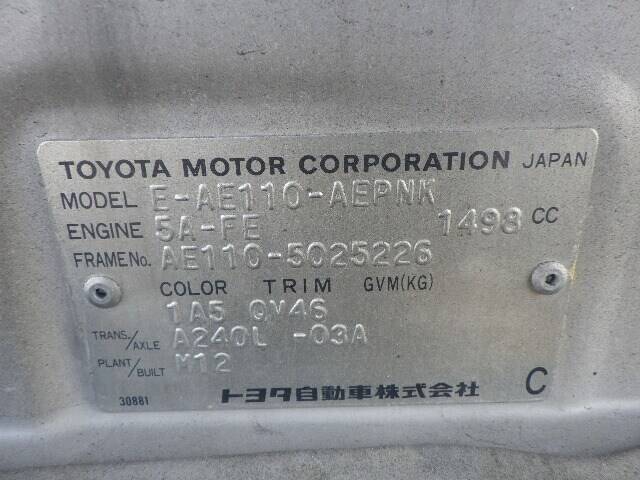 TOYOTA MOTOR CORPORATION JAPAN
MODEL E-AE110-AEPNK
ENGINE 5A-FE 1498 CC
FRAME No. AE110-5025226
COLOR TRIM GVM(KG)
1A5 QV46
TRANS./AXLE A240L -03A
PLANT/BUILT M12
30881 トヨタ自動車株式会社 C